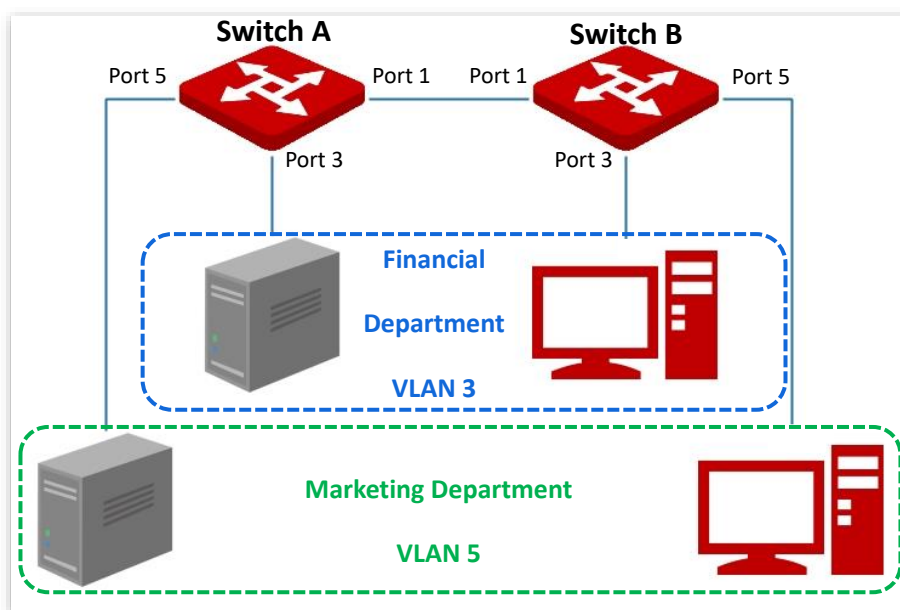 Switch A
Switch B
Port 5
Port 1
Port 1
Port 5
Port 3
Port 3
Financial
Department
VLAN 3
Marketing Department
VLAN 5